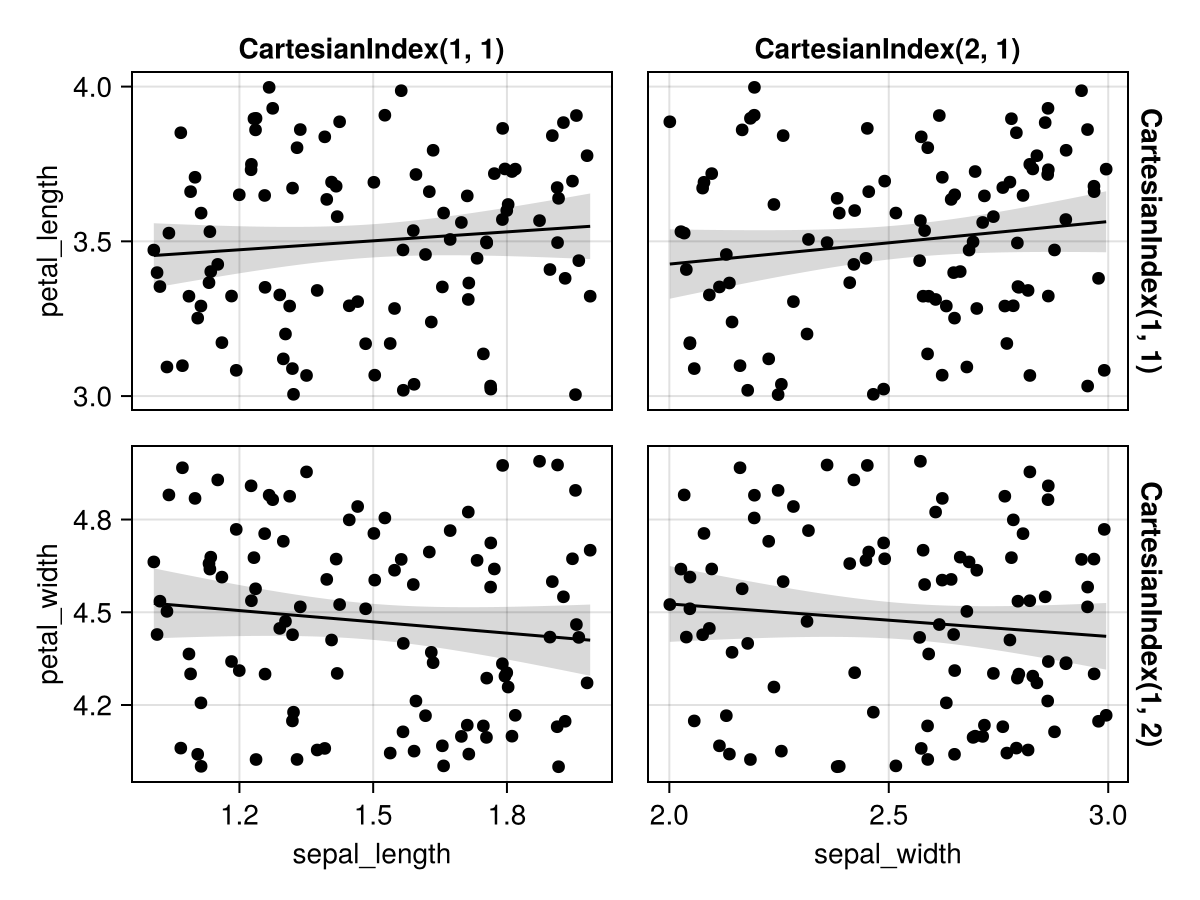 CartesianIndex(1, 1)
CartesianIndex(2, 1)
petal_length
4.0
3.5
3.0
CartesianIndex(1, 1)
petal_width
4.8
4.5
4.2
CartesianIndex(1, 2)
1.2
1.5
1.8
2.0
2.5
3.0
sepal_length
sepal_width